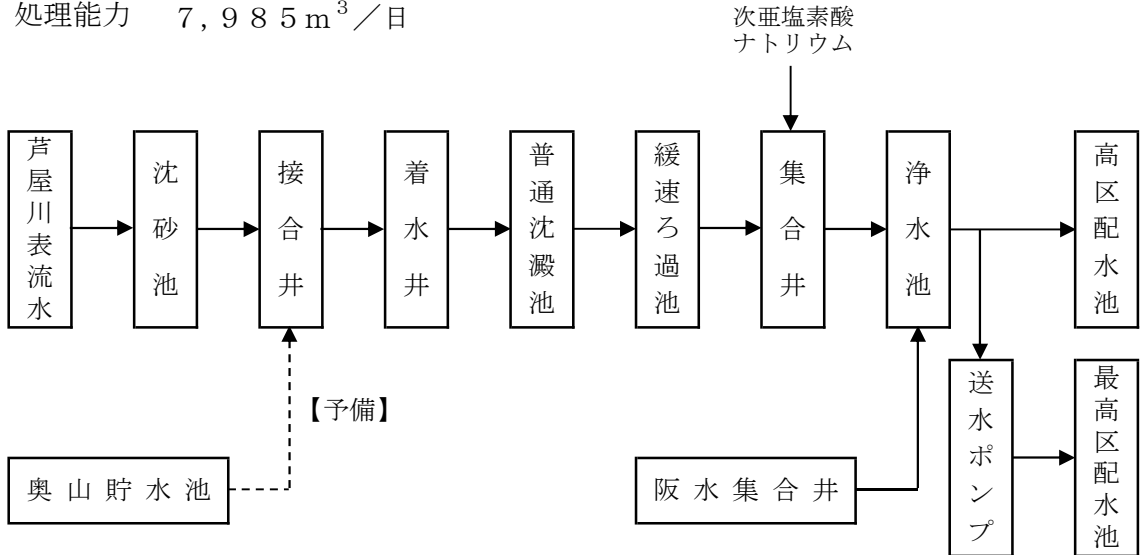 処理能力 7,985m³／日
次亜塩素酸
ナトリウム
芦屋川表流水
沈砂池
接合井
着水井
普通沈澱池
緩速ろ過池
集合井
浄水池
高区配水池
【予備】
送水ポンプ
最高区配水池
奥山貯水池
阪水集合井